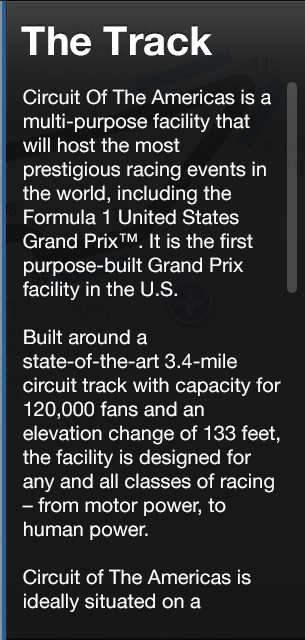 The Track
Circuit Of The Americas is a
multi-purpose facility that
will host the most
prestigious racing events in
the world, including the
Formula 1 United States
Grand Prix™. It is the first
purpose-built Grand Prix
facility in the U.S.
Built around a
state-of-the-art 3.4-mile
circuit track with capacity for
120,000 fans and an
elevation change of 133 feet,
the facility is designed for
any and all classes of racing
– from motor power, to
human power.
Circuit of The Americas is
ideally situated on a